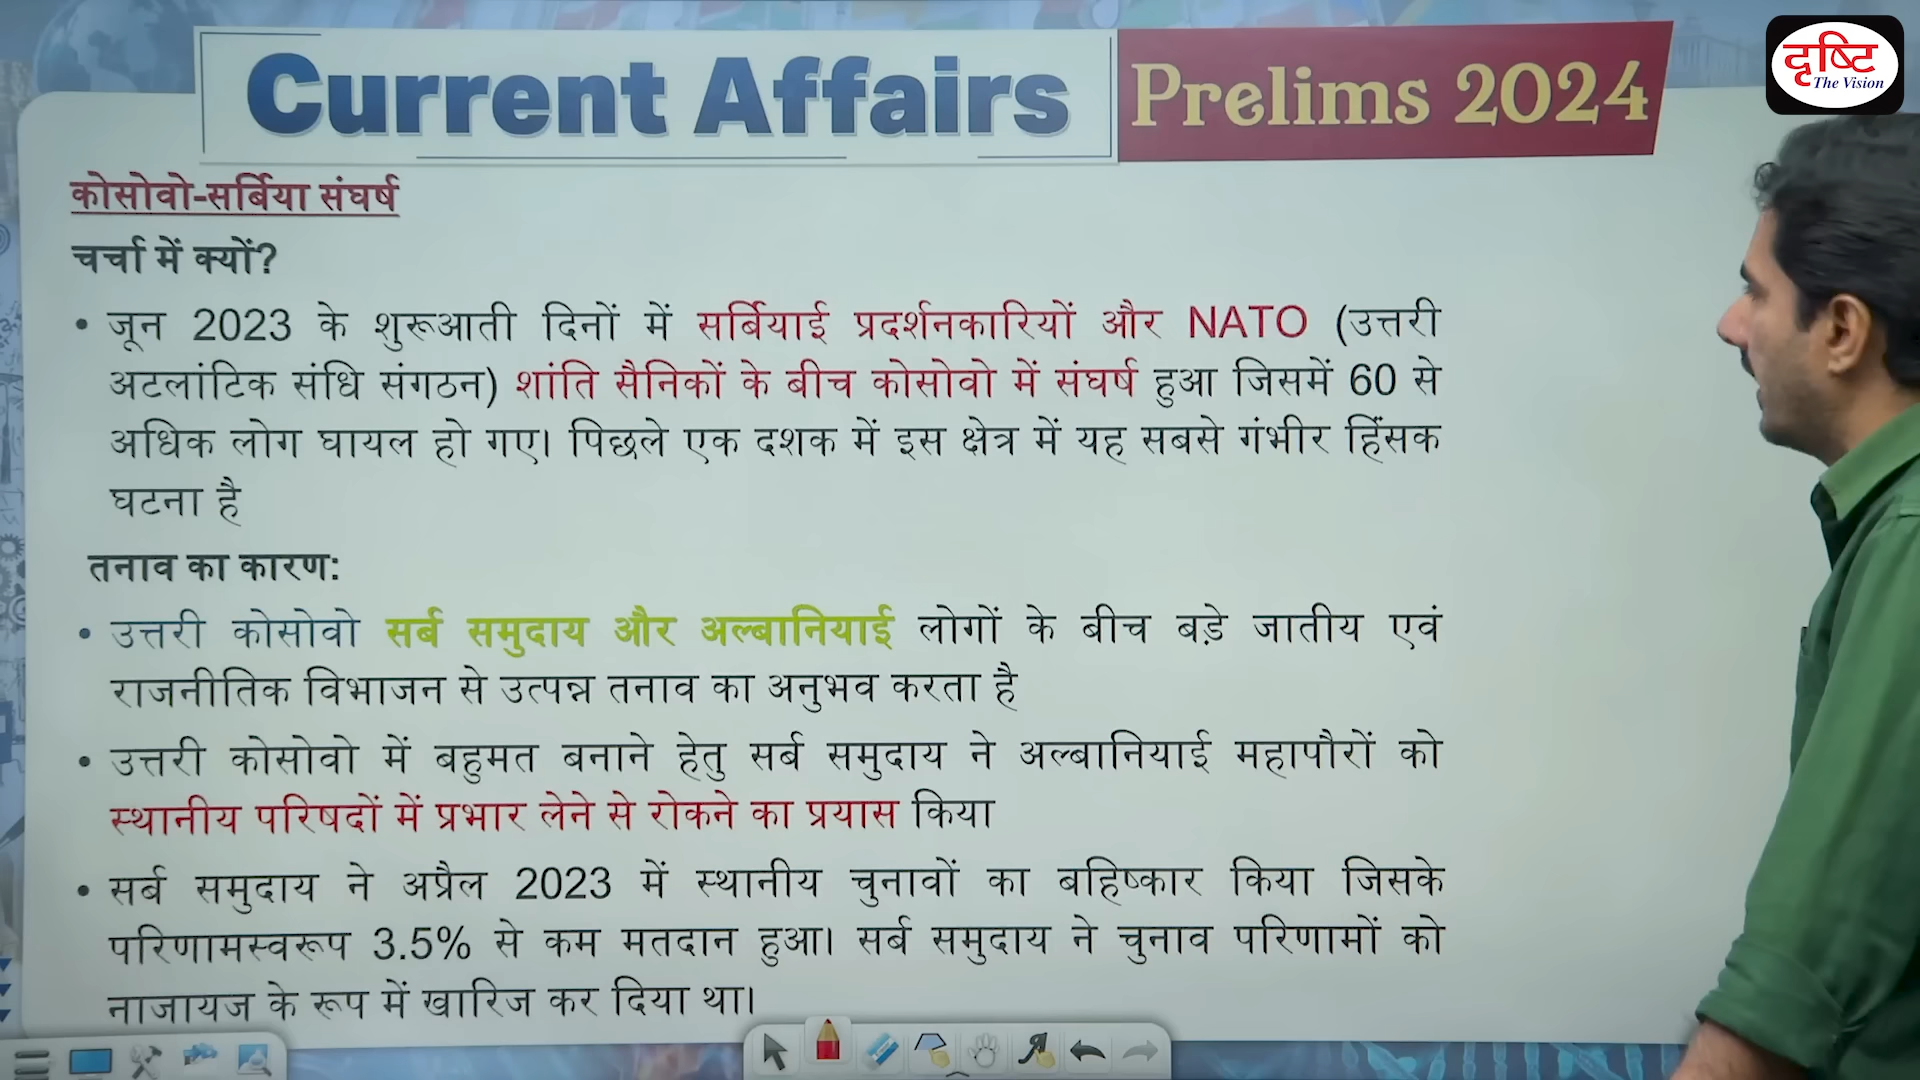 Current Affairs Prelims 2024
दृष्टि
The Vision
कोसोवो-सर्बिया संघर्ष
चर्चा में क्यों?
• जून 2023 के शुरूआती दिनों में सर्बियाई प्रदर्शनकारियों और NATO (उत्तरी
अटलांटिक संधि संगठन) शांति सैनिकों के बीच कोसोवो में संघर्ष हुआ जिसमें 60 से
अधिक लोग घायल हो गए। पिछले एक दशक में इस क्षेत्र में यह सबसे गंभीर हिंसक
घटना है
तनाव का कारण:
• उत्तरी कोसोवो सर्ब समुदाय और अल्बानियाई लोगों के बीच बड़े जातीय एवं
राजनीतिक विभाजन से उत्पन्न तनाव का अनुभव करता है
• उत्तरी कोसोवो में बहुमत बनाने हेतु सर्ब समुदाय ने अल्बानियाई महापौरों को
स्थानीय परिषदों में प्रभार लेने से रोकने का प्रयास किया
• सर्ब समुदाय ने अप्रैल 2023 में स्थानीय चुनावों का बहिष्कार किया जिसके
परिणामस्वरूप 3.5% से कम मतदान हुआ। सर्ब समुदाय ने चुनाव परिणामों को
नाजायज के रूप में खारिज कर दिया था।